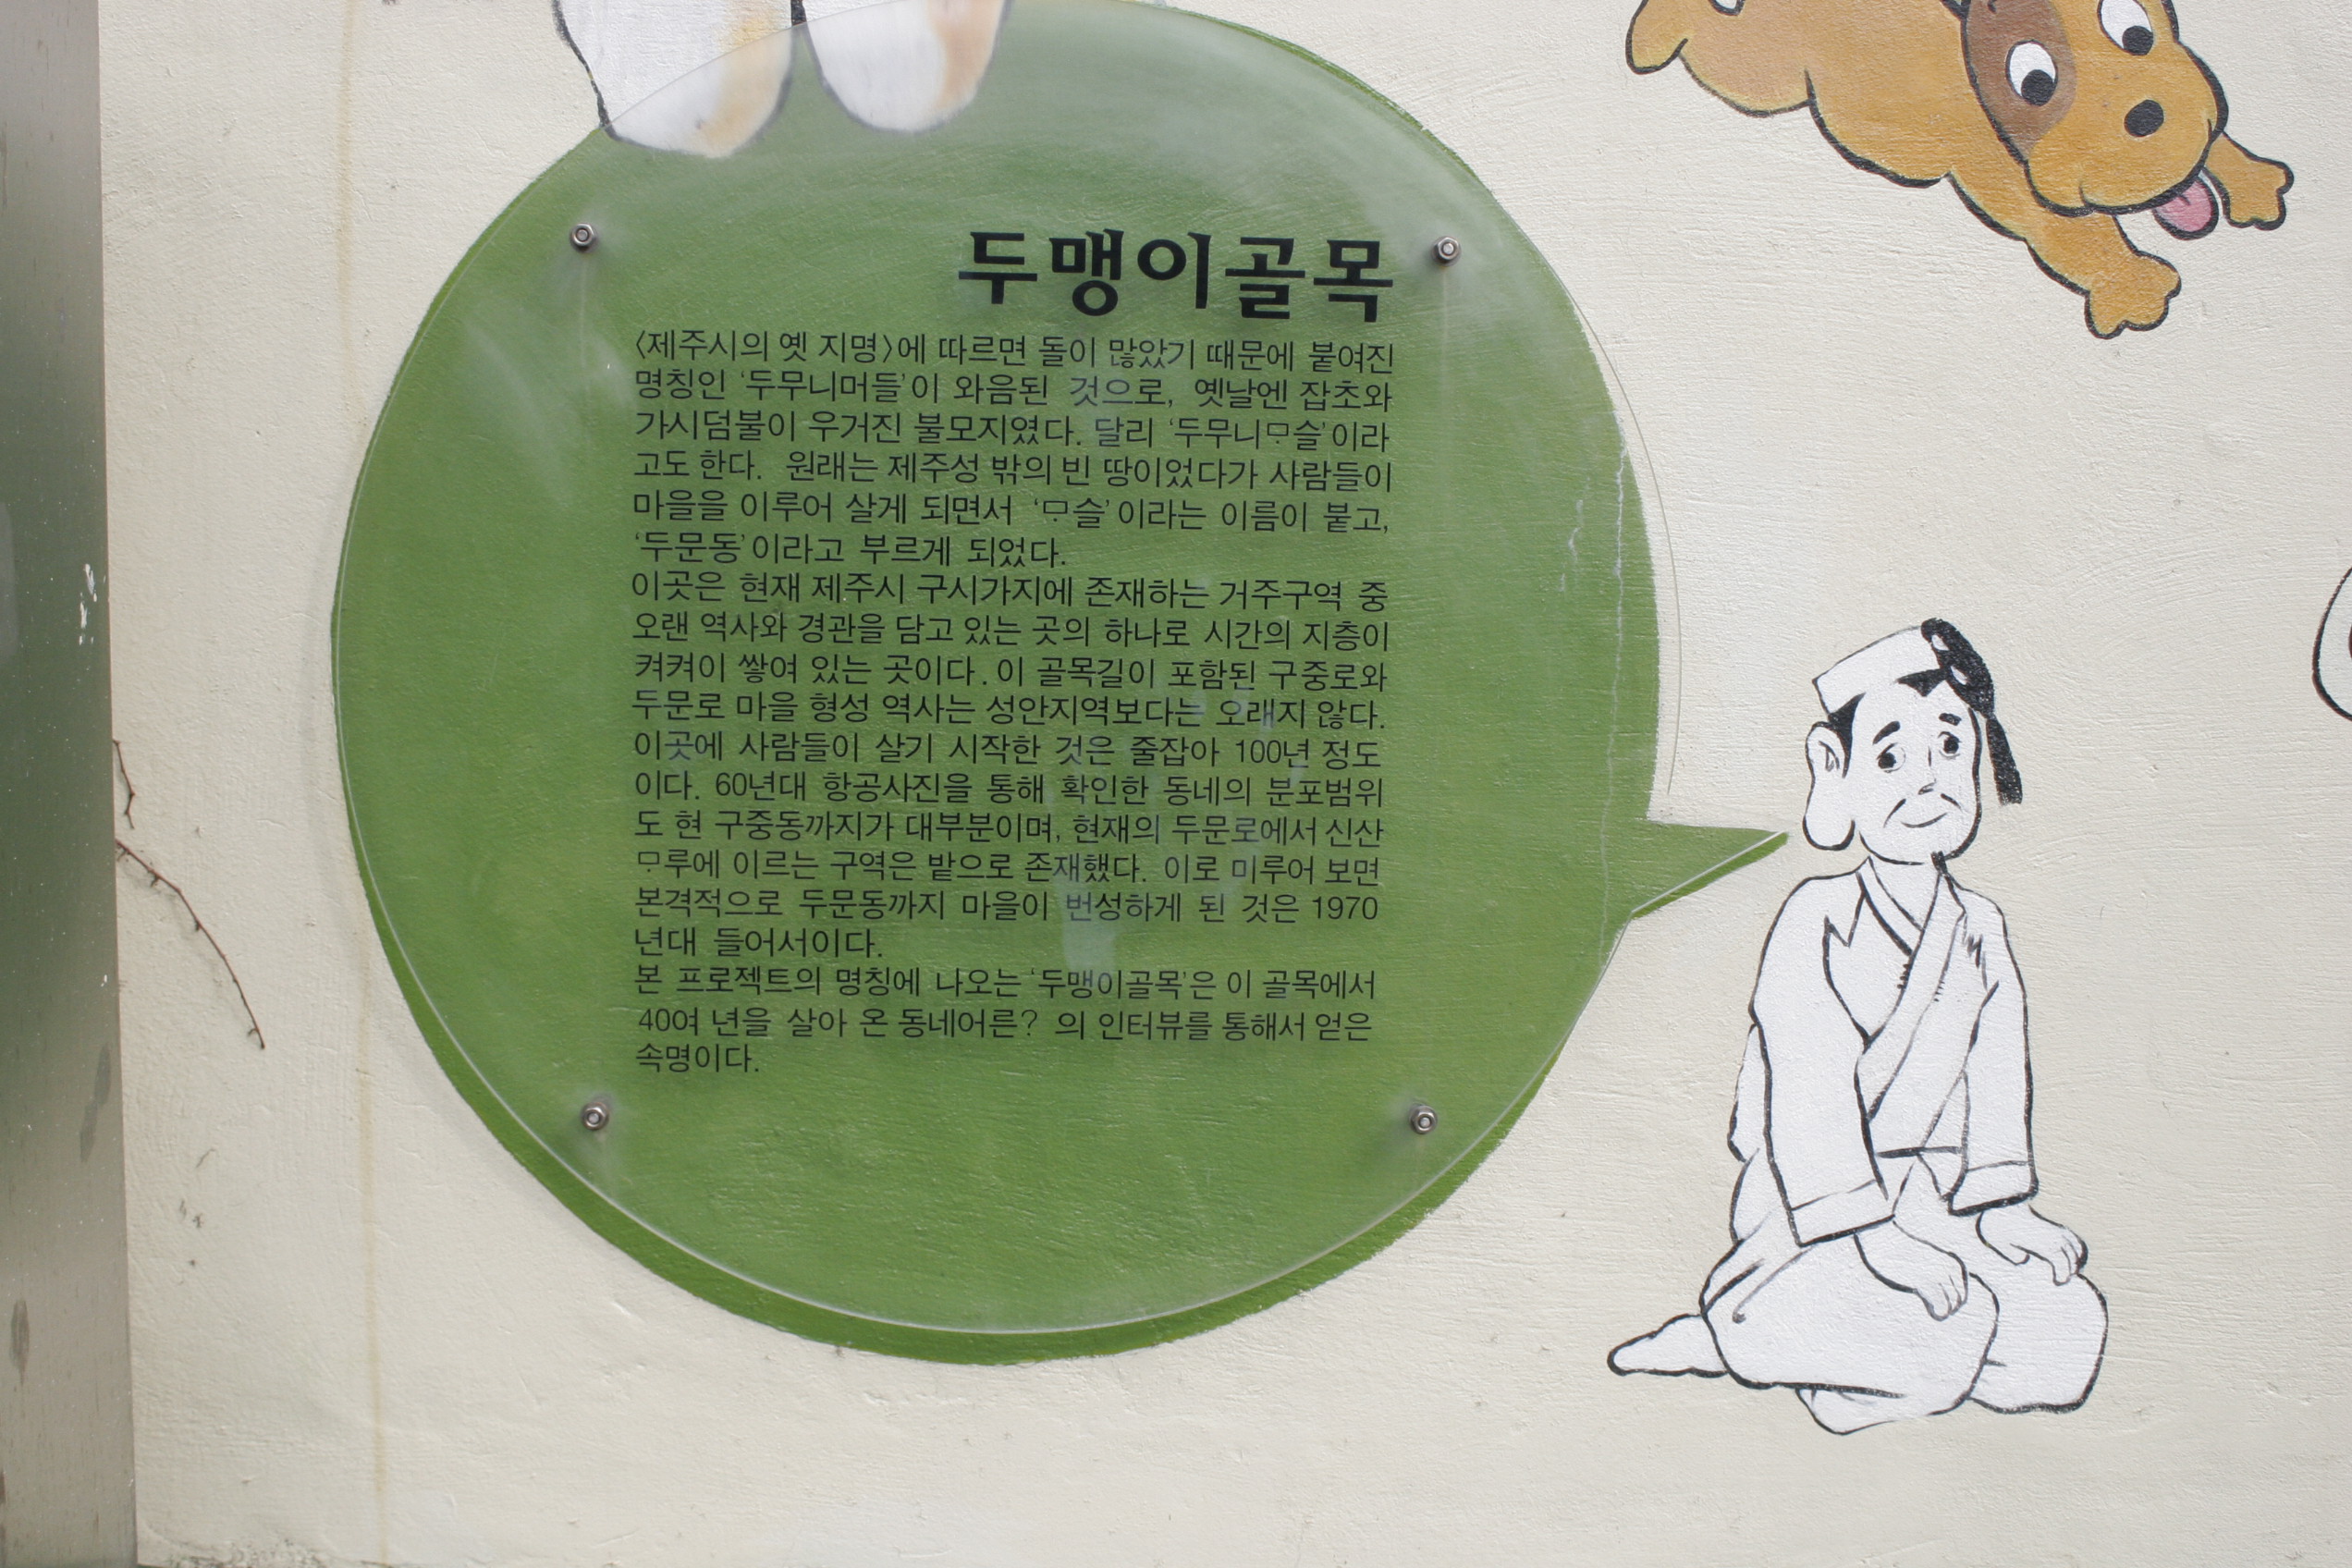 두맹이골목
〈제주시의 옛 지명〉에 따르면 돌이 많았기 때문에 붙여진
명칭인 ‘두무니머들’이 와음된 것으로, 옛날엔 잡초와
가시덤불이 우거진 불모지였다. 달리 ‘두무니ᄆᆞ슬’이라
고도 한다. 원래는 제주성 밖의 빈 땅이었다가 사람들이
마을을 이루어 살게 되면서 ‘ᄆᆞ슬’이라는 이름이 붙고,
‘두문동’이라고 부르게 되었다.
이곳은 현재 제주시 구시가지에 존재하는 거주구역 중
오랜 역사와 경관을 담고 있는 곳의 하나로 시간의 지층이
켜켜이 쌓여 있는 곳이다. 이 골목길이 포함된 구중로와
두문로 마을 형성 역사는 성안지역보다는 오래지 않다.
이곳에 사람들이 살기 시작한 것은 줄잡아 100년 정도
이다. 60년대 항공사진을 통해 확인한 동네의 분포범위
도 현 구중동까지가 대부분이며, 현재의 두문로에서 신산
ᄆᆞ루에 이르는 구역은 밭으로 존재했다. 이로 미루어 보면
본격적으로 두문동까지 마을이 번성하게 된 것은 1970
년대 들어서이다.
본 프로젝트의 명칭에 나오는 ‘두맹이골목’은 이 골목에서
40여 년을 살아 온 동네어른? 의 인터뷰를 통해서 얻은
속명이다.